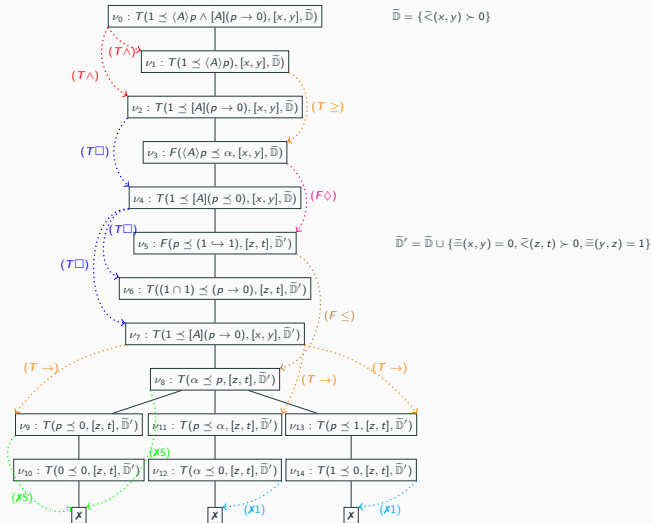 ν₀ : T(1 ⪯ ⟨A⟩p ∧ [A](p → 0), [x, y], 𝔻̃)
𝔻̃ = {≺̃(x, y) ≻ 0}
(T∧)
(T∧)
ν₁ : T(1 ⪯ ⟨A⟩p), [x, y], 𝔻̃)
ν₂ : T(1 ⪯ [A](p → 0), [x, y], 𝔻̃)
(T ≥)
(T□)
ν₃ : F(⟨A⟩p ⪯ α, [x, y], 𝔻̃)
ν₄ : T(1 ⪯ [A](p ⪯ 0), [x, y], 𝔻̃)
(F◊)
(T□)
ν₅ : F(p ⪯ (1 ↪ 1), [z, t], 𝔻̃′)
𝔻̃′ = 𝔻̃ ∪ {≅̃(x, y) = 0, ≺̃(z, t) ≻ 0, ≅̃(y, z) = 1}
(T□)
ν₆ : T((1 ∩ 1) ⪯ (p → 0), [z, t], 𝔻̃′)
(F ≤)
ν₇ : T(1 ⪯ [A](p → 0), [x, y], 𝔻̃′)
(T →)
(T →)
ν₈ : T(α ⪯ p, [z, t], 𝔻̃′)
(T →)
ν₉ : T(p ⪯ 0, [z, t], 𝔻̃′)
ν₁₁ : T(p ⪯ α, [z, t], 𝔻̃′)
ν₁₃ : T(p ⪯ 1, [z, t], 𝔻̃′)
(✗5)
ν₁₀ : T(0 ⪯ 0, [z, t], 𝔻̃′)
ν₁₂ : T(α ⪯ 0, [z, t], 𝔻̃′)
ν₁₄ : T(1 ⪯ 0, [z, t], 𝔻̃′)
(✗5)
(✗1)
(✗1)
✗
✗
✗